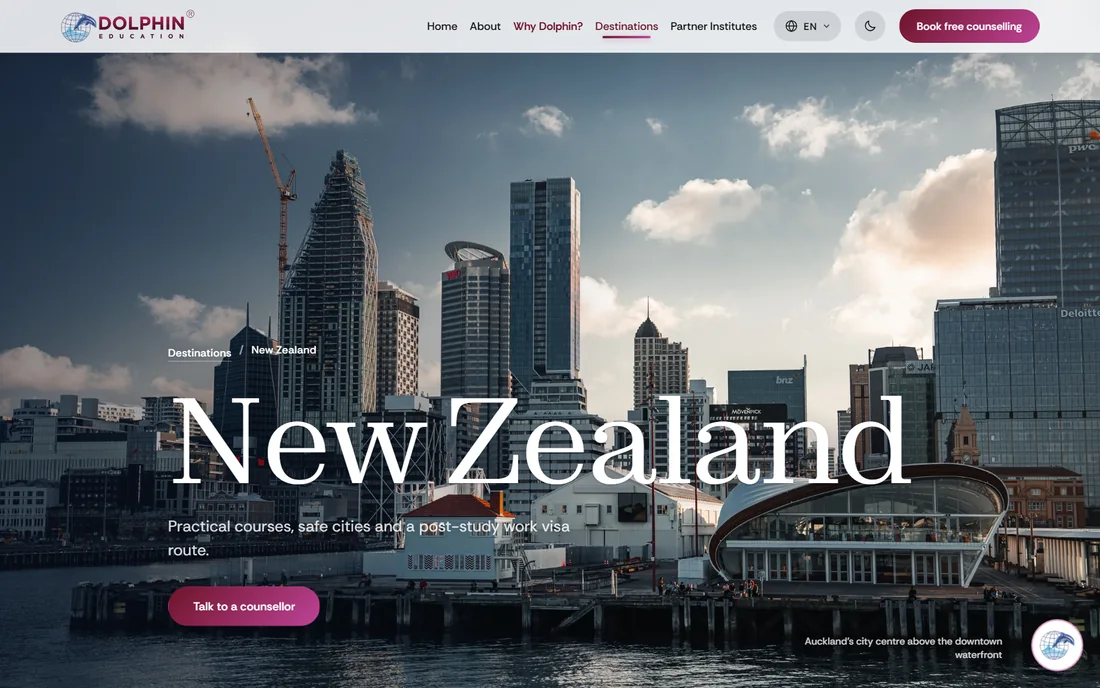 DOLPHIN®
EDUCATION
Home
About
Why Dolphin?
Destinations
Partner Institutes
EN
Book free counselling
pwc
Deloitte
bnz
MÖVENPICK
Destinations / New Zealand
New Zealand
Practical courses, safe cities and a post-study work visa
route.
Talk to a counsellor
Auckland's city centre above the downtown
waterfront